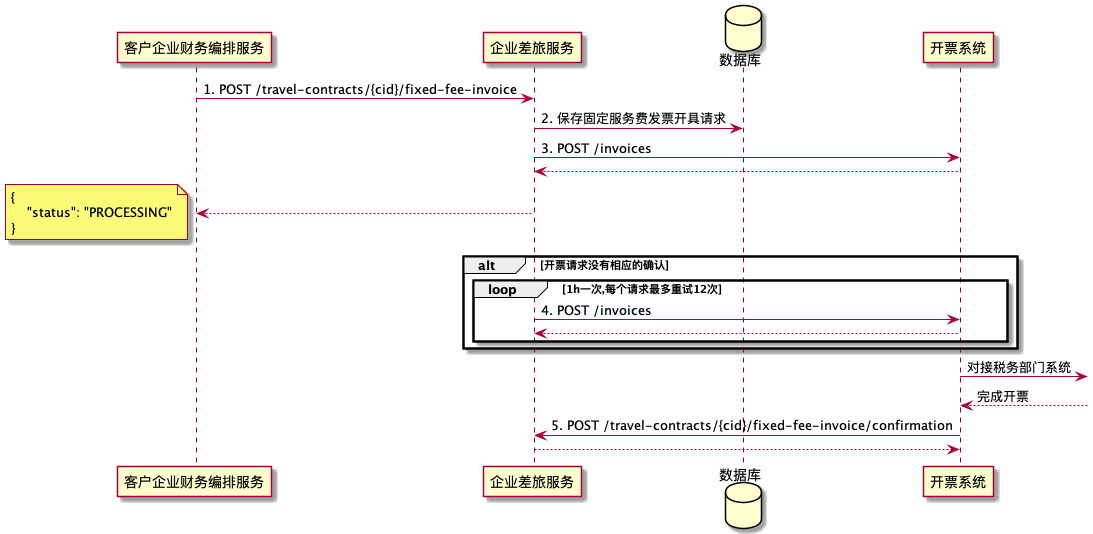 客户企业财务编排服务
企业差旅服务
数据库
开票系统
1. POST /travel-contracts/{cid}/fixed-fee-invoice
2. 保存固定服务费发票开具请求
3. POST /invoices
{
"status": "PROCESSING"
}
alt [开票请求没有相应的确认]
loop [1h一次,每个请求最多重试12次]
4. POST /invoices
对接税务部门系统
完成开票
5. POST /travel-contracts/{cid}/fixed-fee-invoice/confirmation
客户企业财务编排服务
企业差旅服务
数据库
开票系统